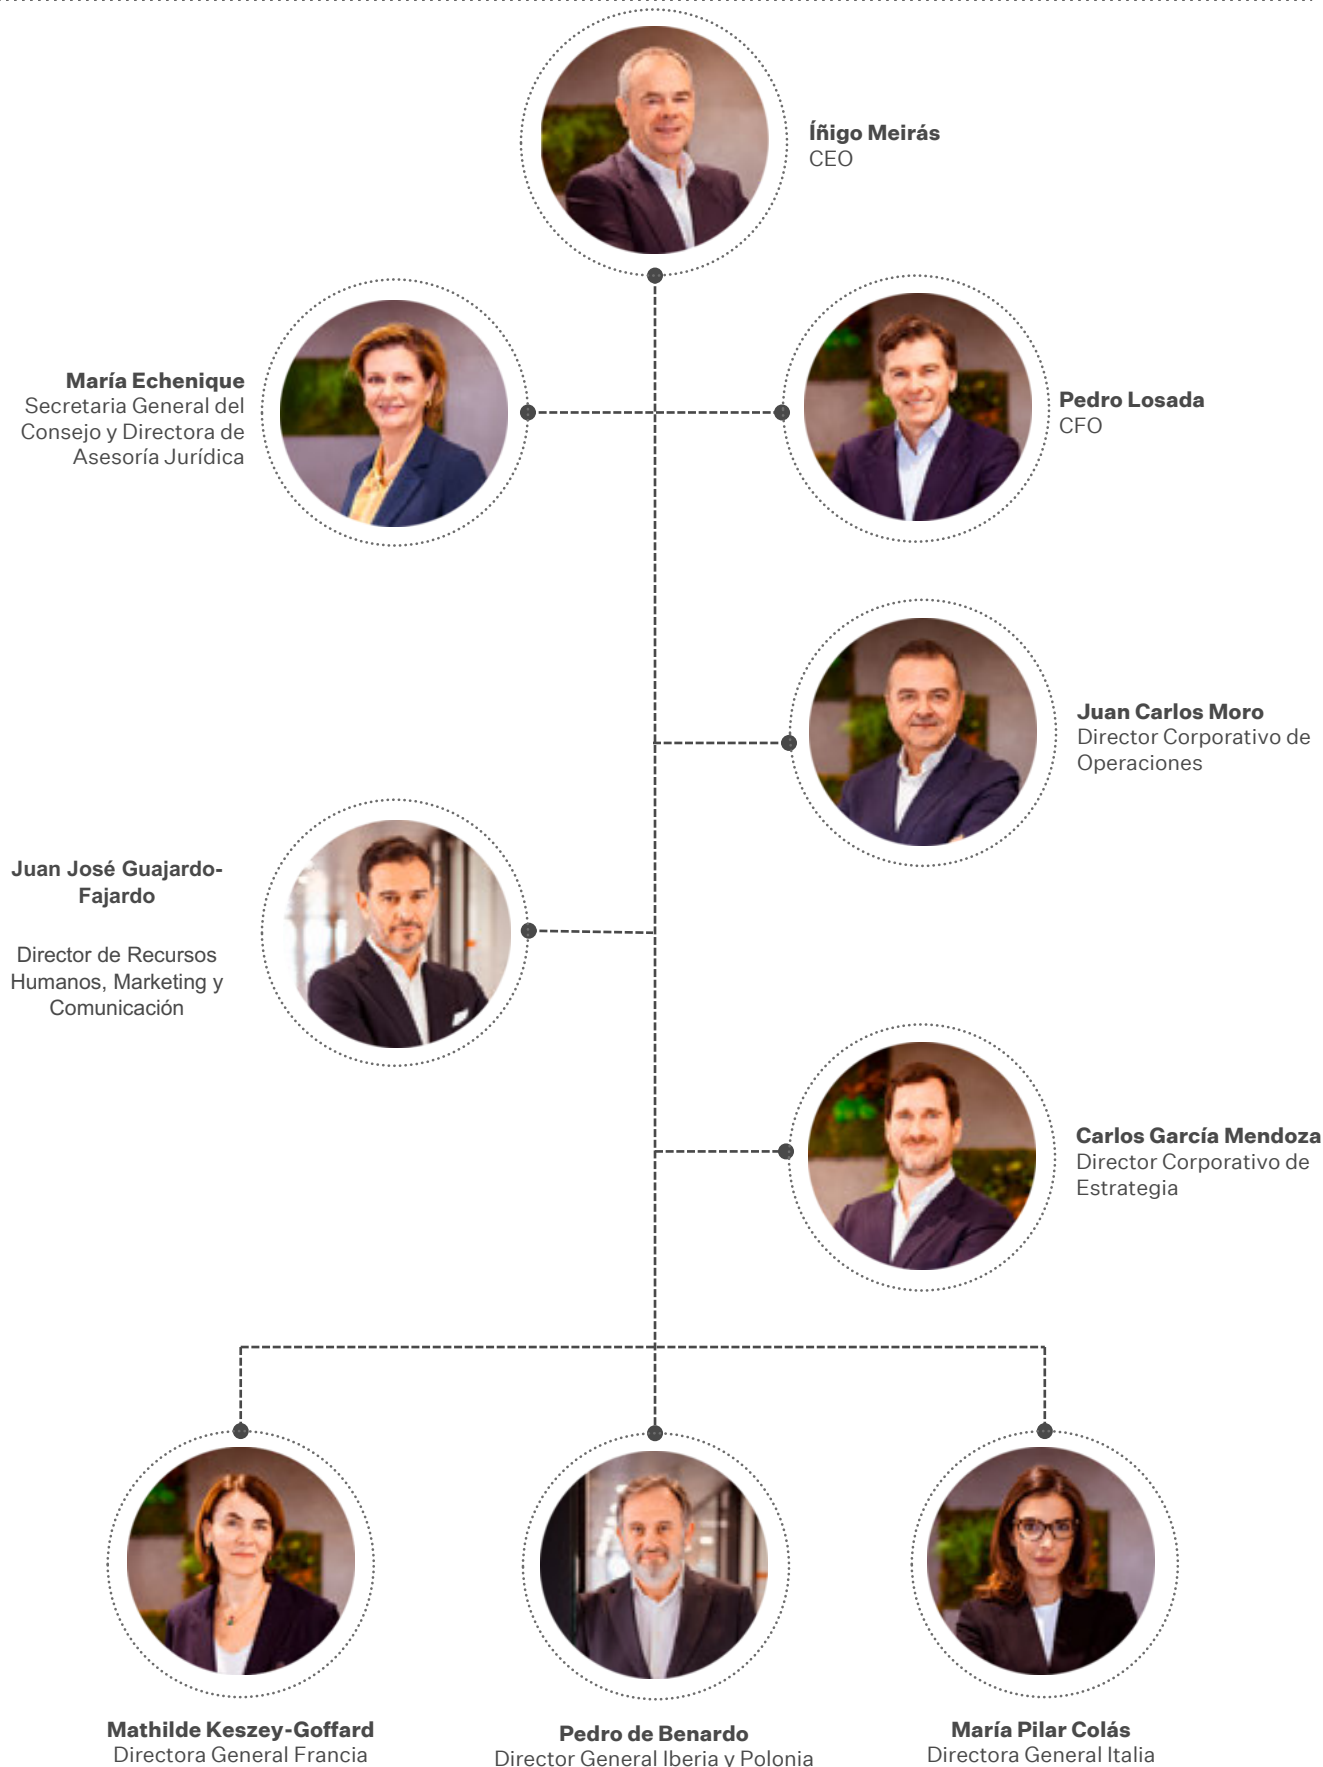 Íñigo Meirás
CEO
María Echenique
Secretaria General del
Consejo y Directora de
Asesoría Jurídica
Pedro Losada
CFO
Juan Carlos Moro
Director Corporativo de
Operaciones
Juan José Guajardo-
Fajardo
Director de Recursos
Humanos, Marketing y
Comunicación
Carlos García Mendoza
Director Corporativo de
Estrategia
Mathilde Keszey-Goffard
Directora General Francia
Pedro de Benardo
Director General Iberia y Polonia
María Pilar Colás
Directora General Italia